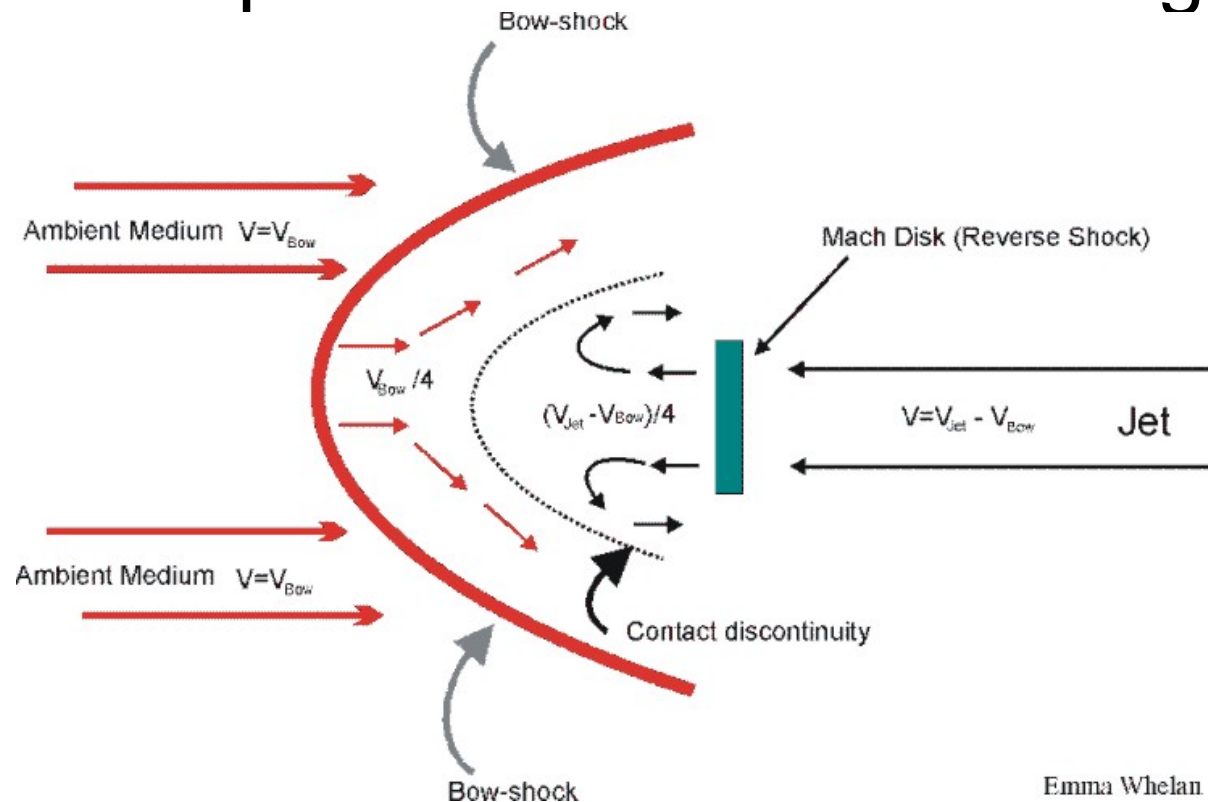 Bow-shock
Ambient Medium V=V_Bow
Mach Disk (Reverse Shock)
V_Bow /4
(V_Jet -V_Bow)/4
V=V_Jet - V_Bow
Jet
Ambient Medium V=V_Bow
Contact discontinuity
Bow-shock
Emma Whelan